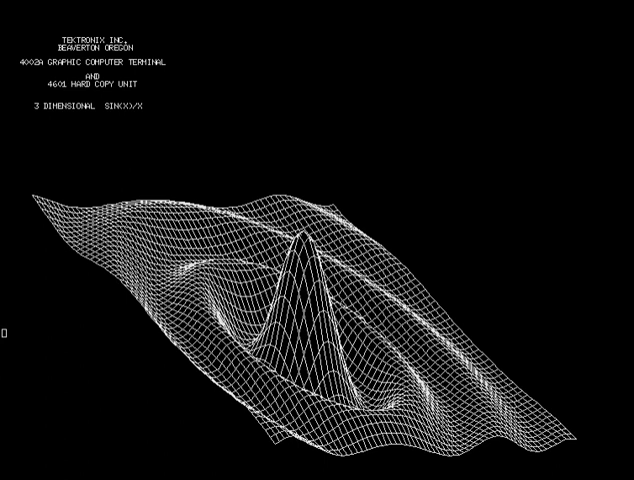 TEKTRONIX INC.
BEAVERTON OREGON
4002A GRAPHIC COMPUTER TERMINAL
AND
4601 HARD COPY UNIT
3 DIMENSIONAL SIN(X)/X